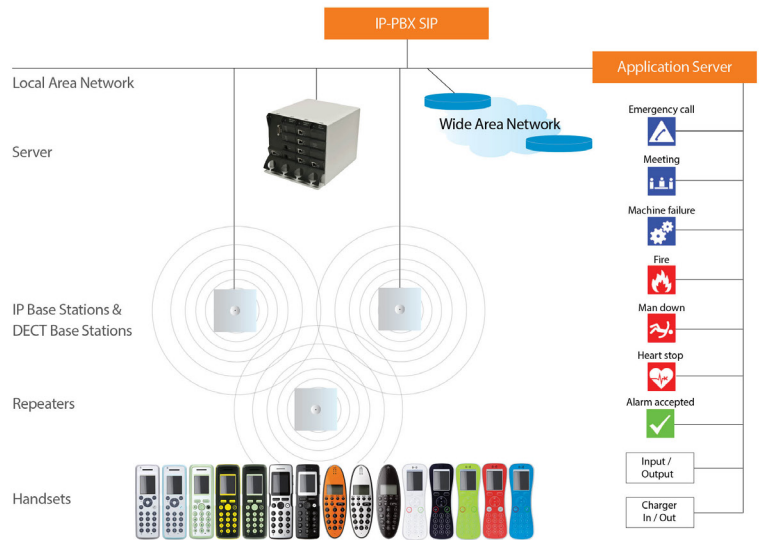 IP-PBX SIP
Application Server
Local Area Network
Wide Area Network
Server
Emergency call
Meeting
Machine failure
Fire
Man down
Heart stop
Alarm accepted
IP Base Stations &
DECT Base Stations
Repeaters
Handsets
Input /
Output
Charger
In / Out